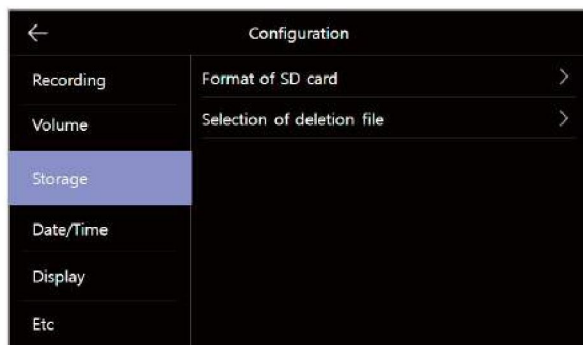 Configuration
Recording
Volume
Storage
Date/Time
Display
Etc
Format of SD card
Selection of deletion file